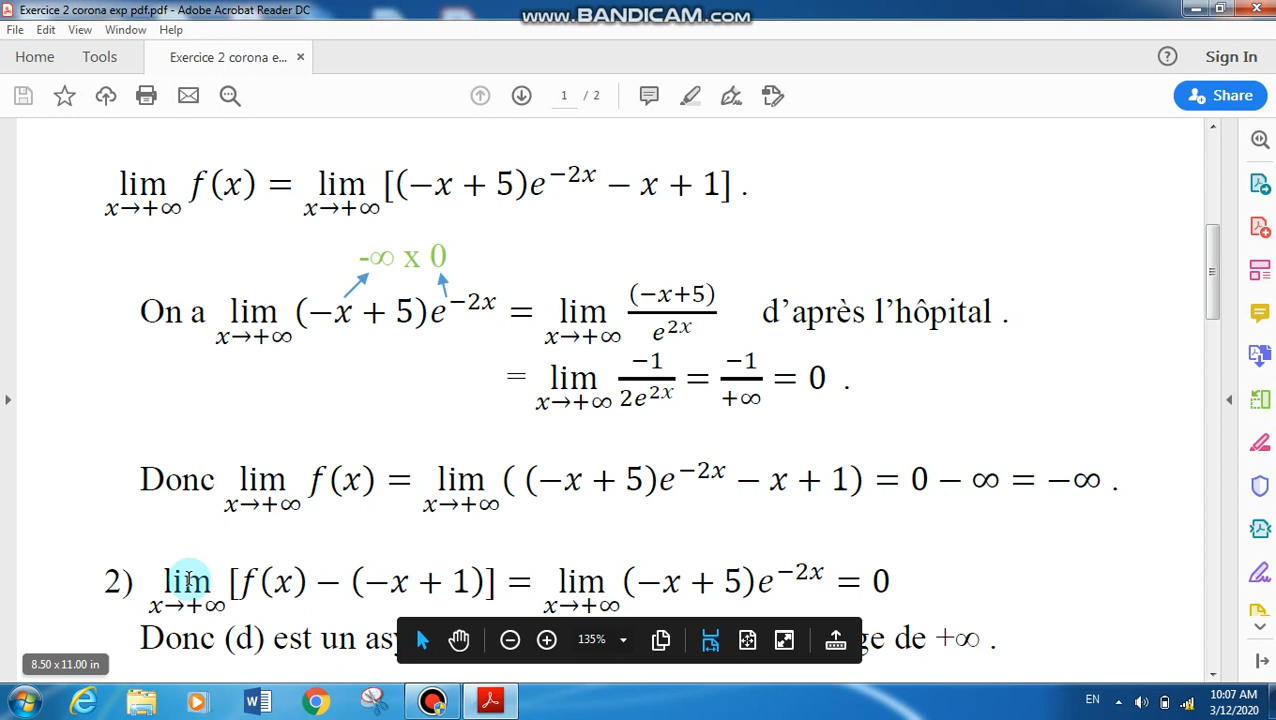 Exercice 2 corona exp pdf.pdf - Adobe Acrobat Reader DC
www.BANDICAM.com
File Edit View Window Help
Home Tools Exercice 2 corona e... × Sign In
1 / 2 Share
lim x→+∞ f(x) = lim x→+∞ [(−x + 5)e^{−2x} − x + 1] .
-∞ x 0
On a lim x→+∞ (−x + 5)e^{−2x} = lim x→+∞ (−x+5)/e^{2x} d'après l'hôpital .
= lim x→+∞ −1/2e^{2x} = −1/+∞ = 0 .
Donc lim x→+∞ f(x) = lim x→+∞ ( (−x + 5)e^{−2x} − x + 1) = 0 − ∞ = −∞ .
2) lim x→+∞ [f(x) − (−x + 1)] = lim x→+∞ (−x + 5)e^{−2x} = 0
Donc (d) est un as de +∞ .
135%
8.50 x 11.00 in
EN 10:07 AM
3/12/2020